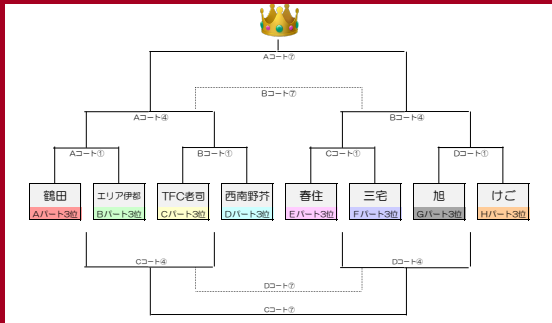 Aコート⑦
Bコート⑦
Aコート④
Bコート④
Aコート①
Bコート①
Cコート①
Dコート①
鶴田
エリア伊都
TFC老司
西南野芥
春住
三宅
旭
けご
Aパート3位
Bパート3位
Cパート3位
Dパート3位
Eパート3位
Fパート3位
Gパート3位
Hパート3位
Cコート④
Dコート④
Dコート⑦
Cコート⑦